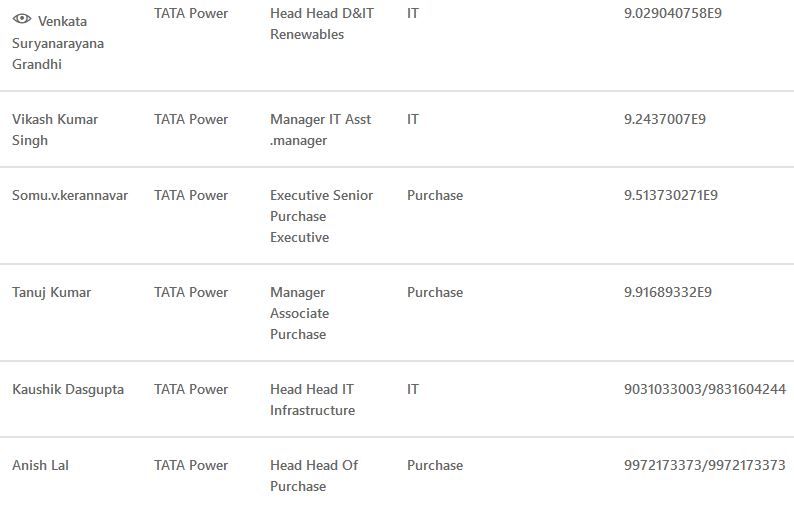 Venkata TATA Power Head Head D&IT IT 9.029040758E9
Suryanarayana Renewables
Grandhi
Vikash Kumar TATA Power Manager IT Asst IT 9.2437007E9
Singh .manager
Somu.v.kerannavar TATA Power Executive Senior Purchase 9.513730271E9
Purchase
Executive
Tanuj Kumar TATA Power Manager Purchase 9.91689332E9
Associate
Purchase
Kaushik Dasgupta TATA Power Head Head IT IT 9031033003/9831604244
Infrastructure
Anish Lal TATA Power Head Head Of Purchase 9972173373/9972173373
Purchase